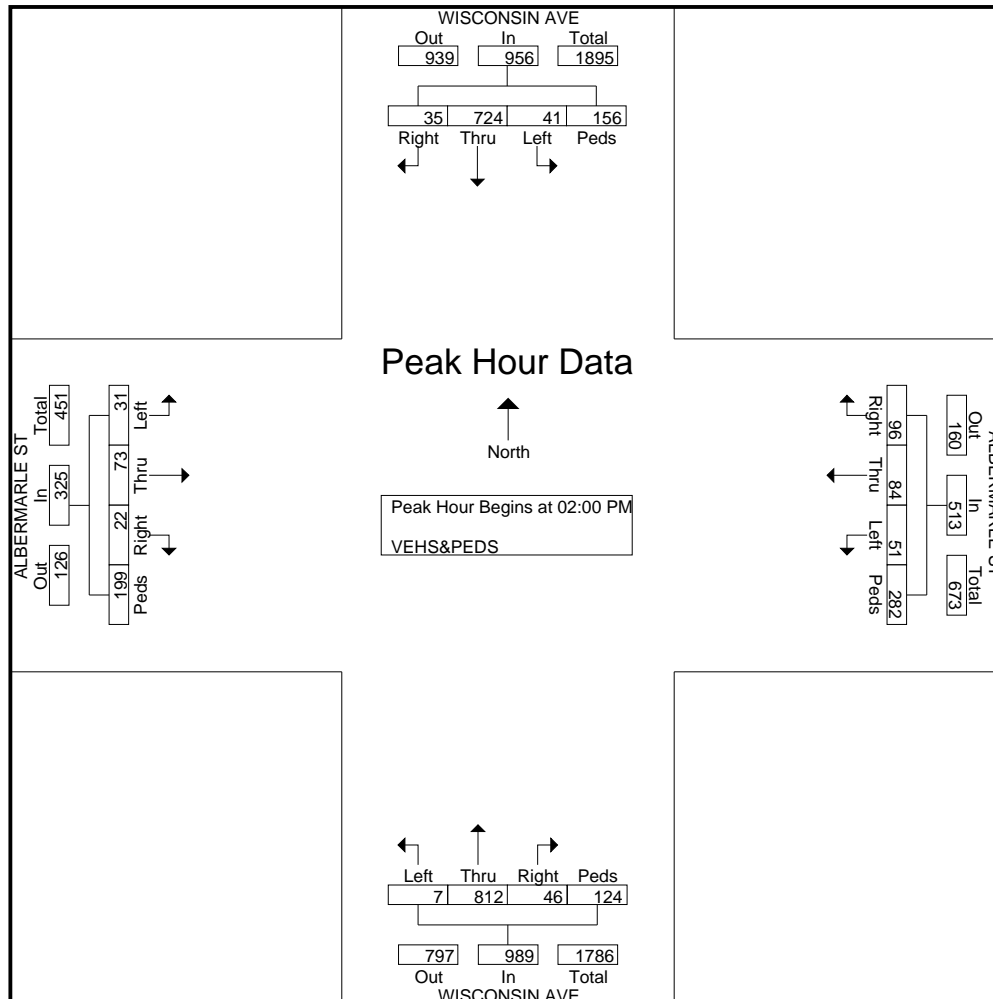 WISCONSIN AVE
Out In Total
939 956 1895
35 724 41 156
Right Thru Left Peds
Peak Hour Data
North
Peak Hour Begins at 02:00 PM
VEHS&PEDS
ALBERMARLE ST
Total In Out
451 325 126
31 73 22 199
Left Thru Right Peds
Right Thru Left Peds
96 84 51 282
Out In Total
160 513 673
ALBERMARLE ST
Left Thru Right Peds
7 812 46 124
797 989 1786
Out In Total
WISCONSIN AVE